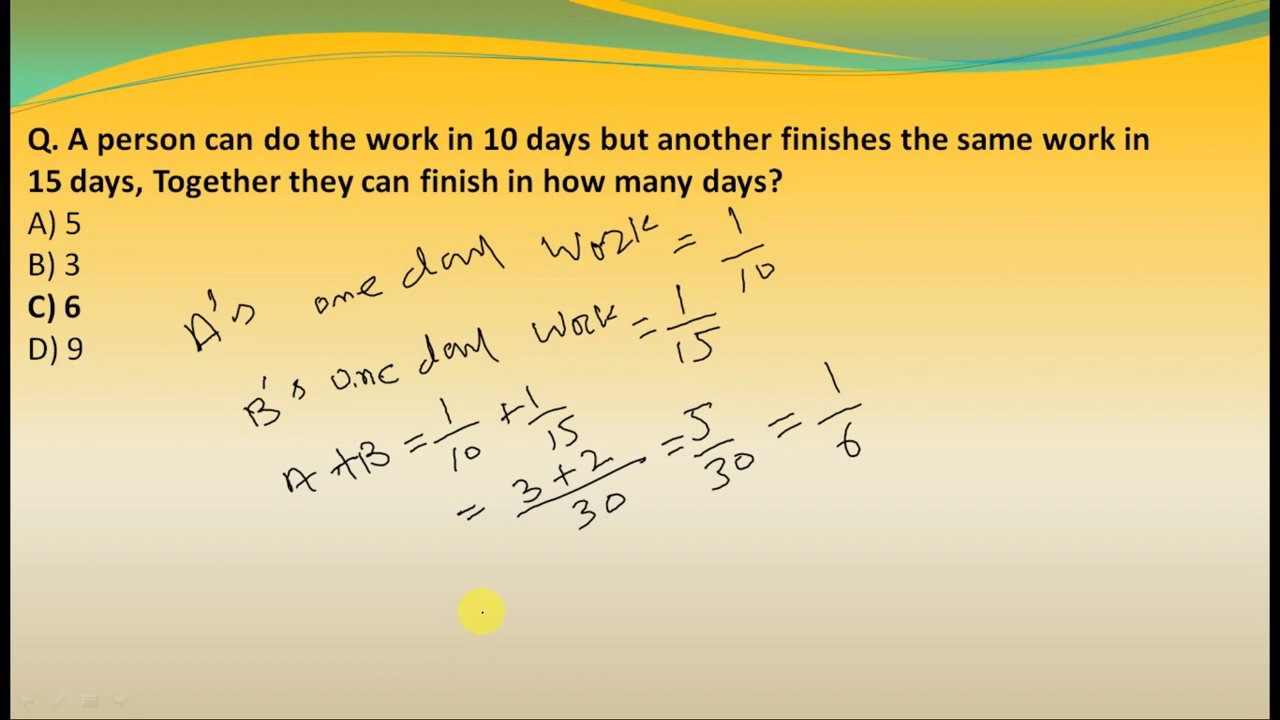 Q. A person can do the work in 10 days but another finishes the same work in
15 days, Together they can finish in how many days?
A) 5
B) 3
C) 6
D) 9
A's one day work = 1/10
B's one day work = 1/15
A+B = 1/10 + 1/15
= 3+2/30 = 5/30 = 1/6